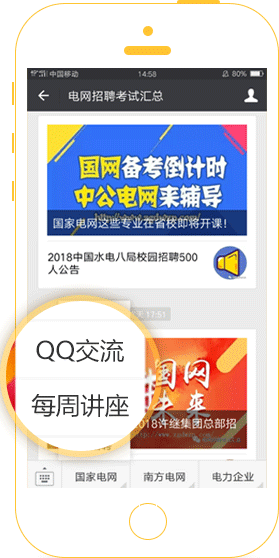 中国移动
14:58
80%
电网招聘考试汇总
国网备考倒计时
中公电网来辅导
国家电网这些专业在省校即将开课！
2018中国水电八局校园招聘500
人公告
天 17:51
QQ交流
每周讲座
国网
未来
2018许继集团总部招
国家电网
南方电网
电力企业